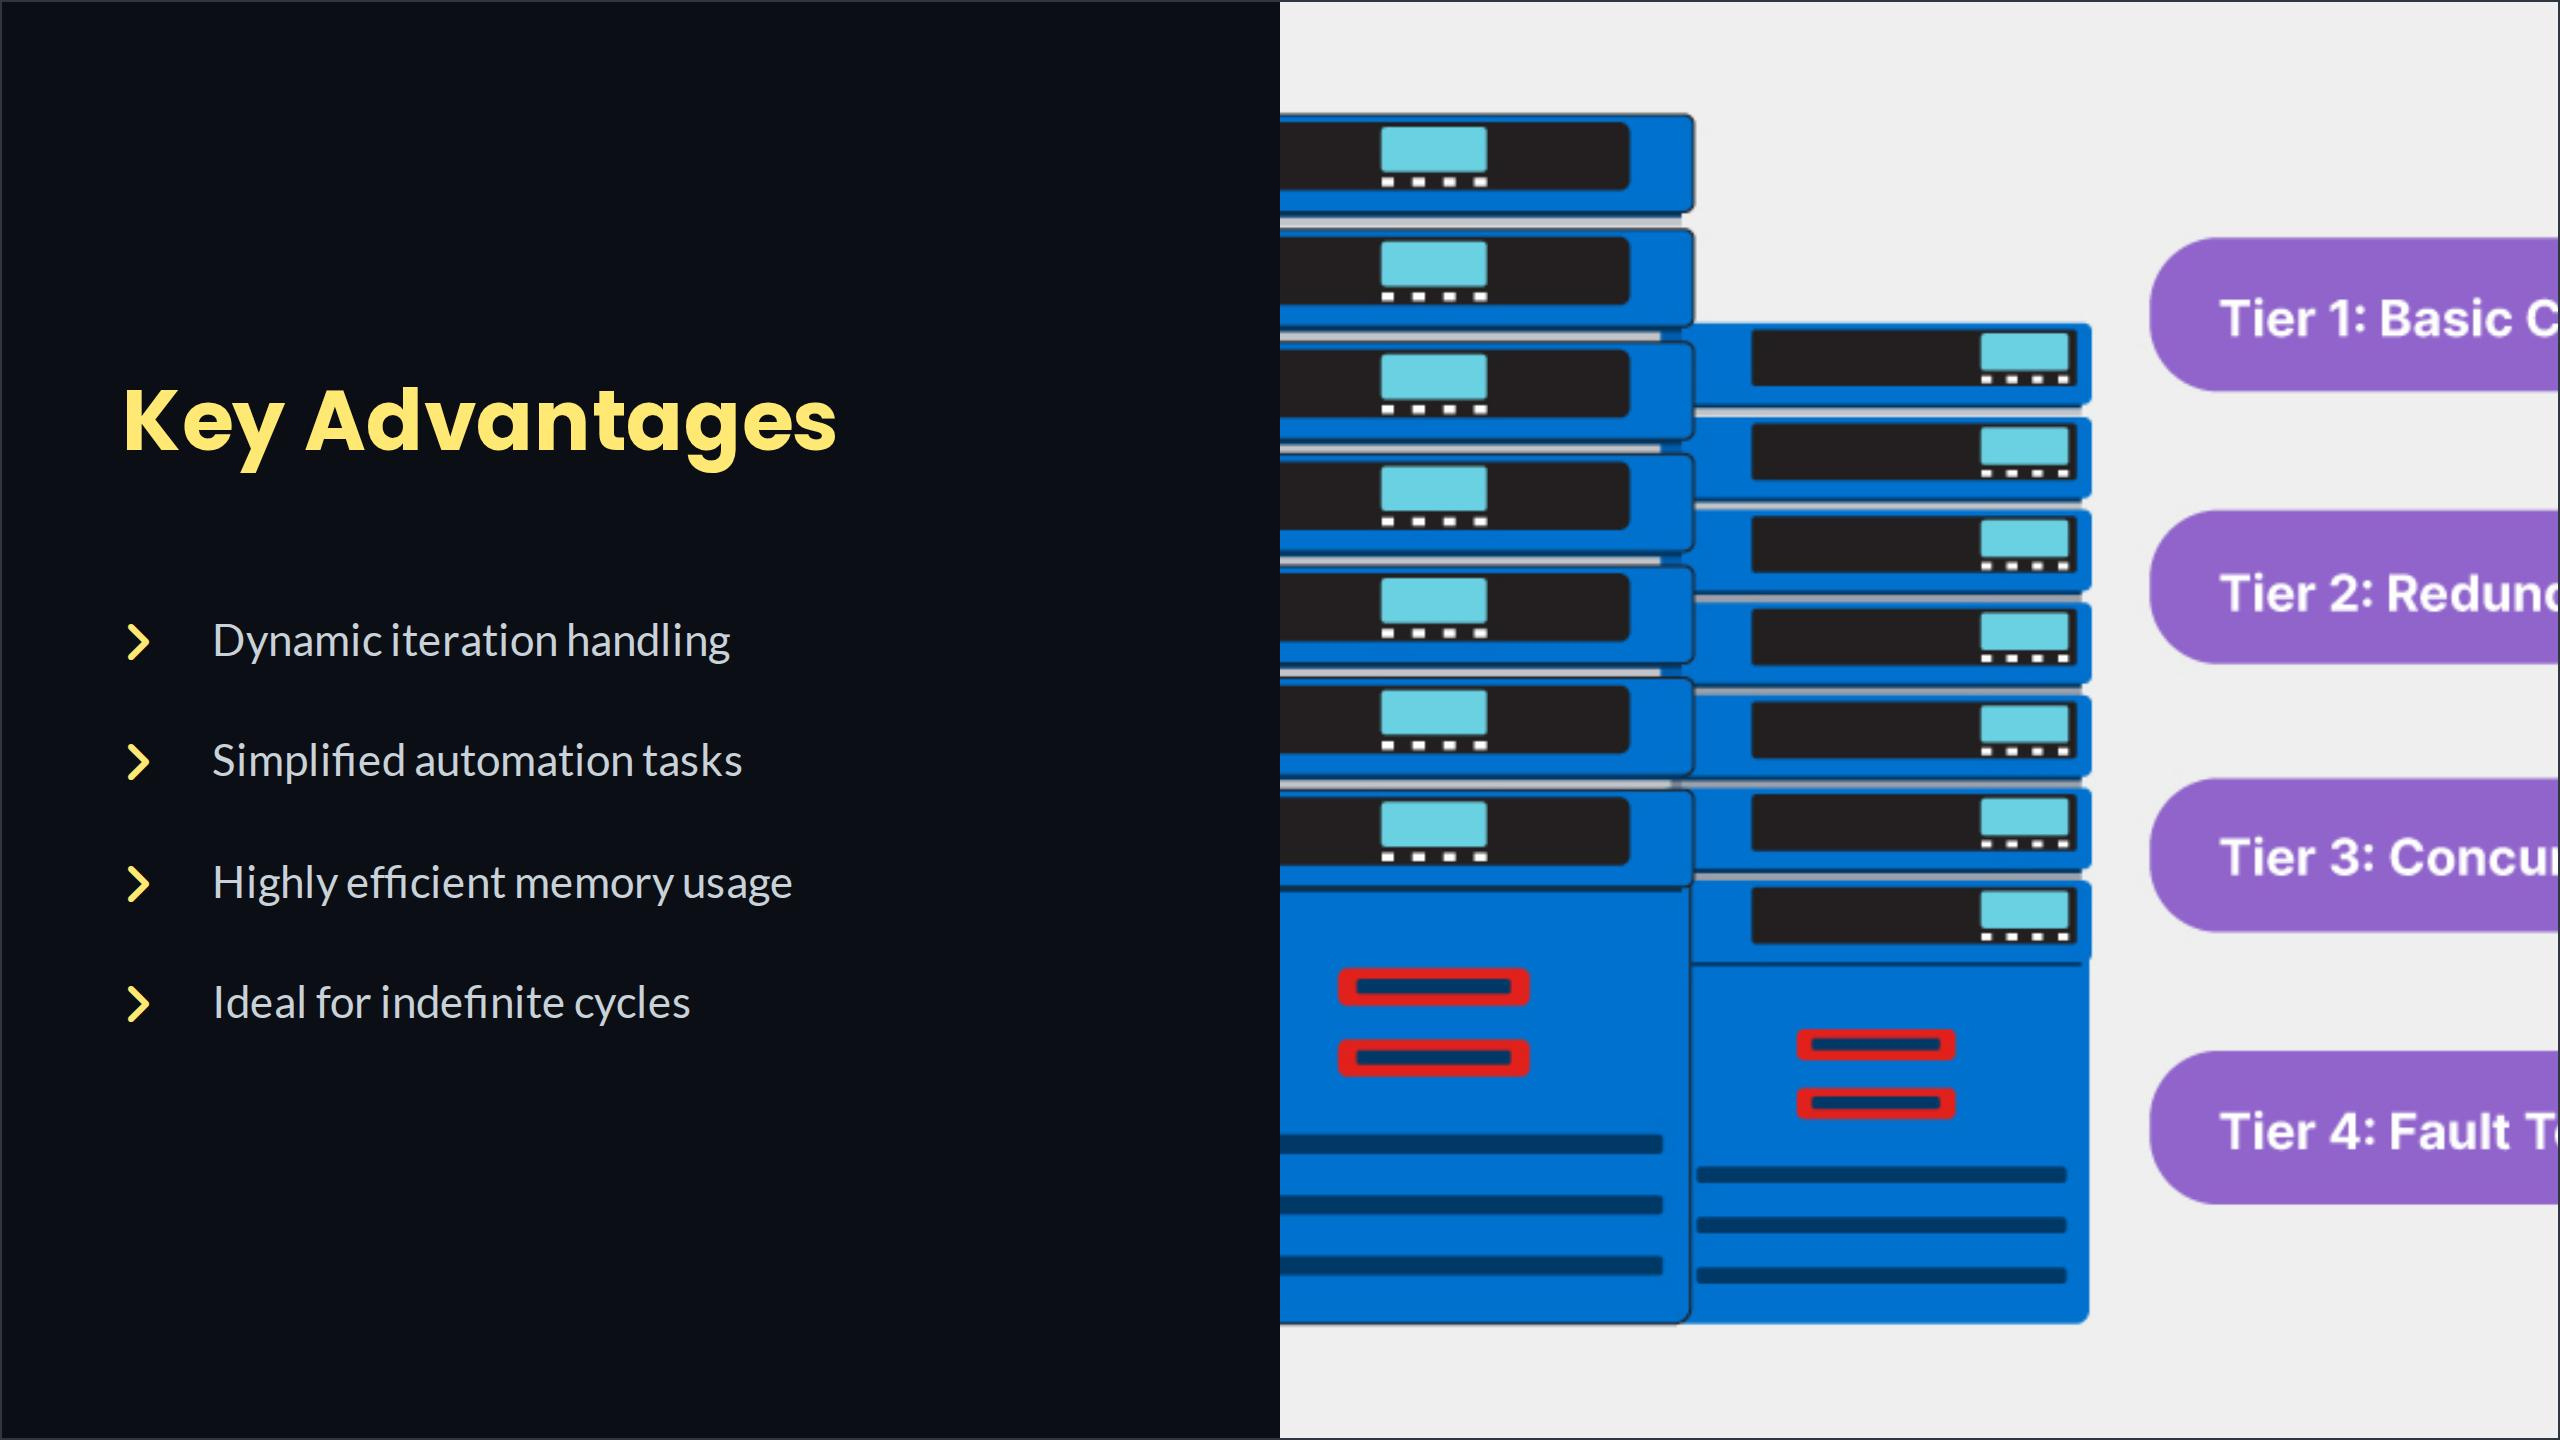 Key Advantages
Dynamic iteration handling
Simplified automation tasks
Highly efficient memory usage
Ideal for indefinite cycles
Tier 1: Basic
Tier 2:
Tier 3:
Tier 4: Fault